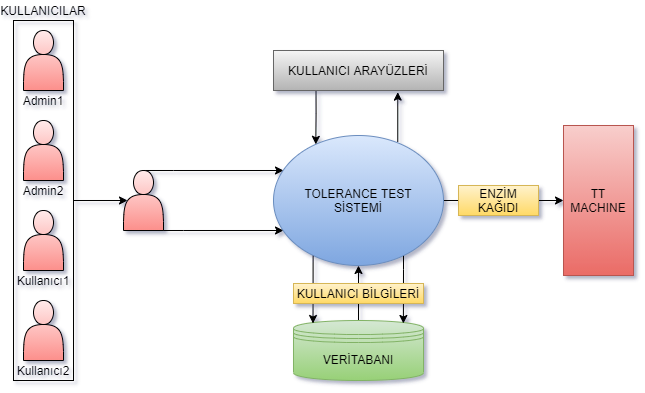 KULLANICILAR
Admin1
Admin2
Kullanıcı1
Kullanıcı2
KULLANICI ARAYÜZLERİ
TOLERANCE TEST
SİSTEMİ
ENZİM
KAĞIDI
TT
MACHINE
KULLANICI BİLGİLERİ
VERİTABANI